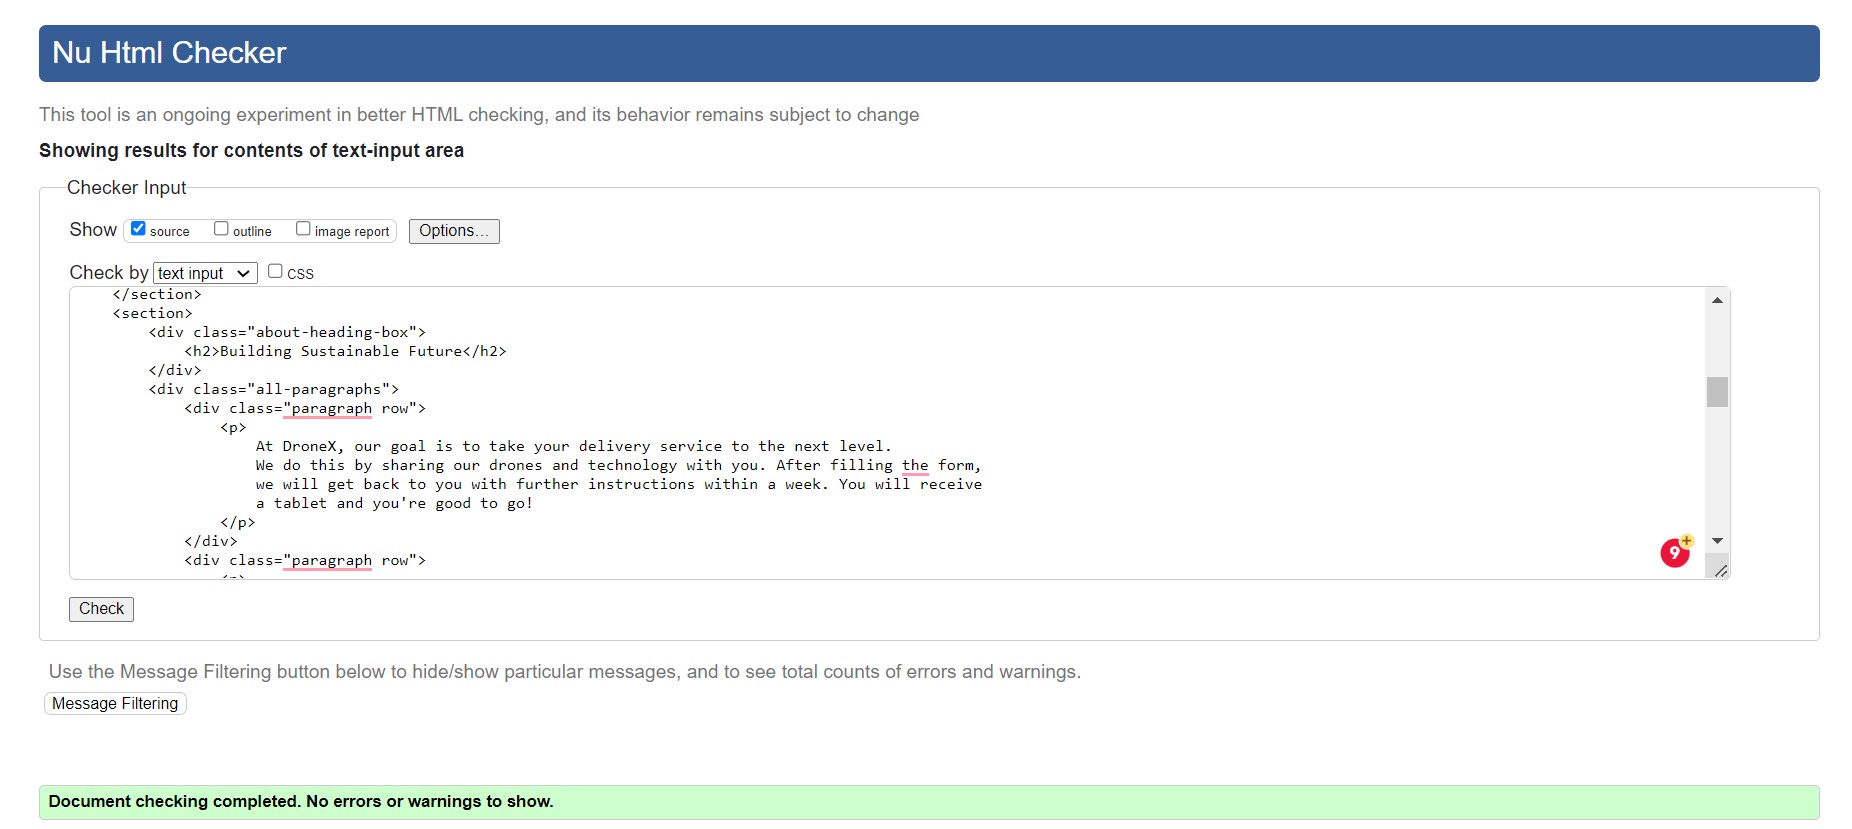 Nu Html Checker
This tool is an ongoing experiment in better HTML checking, and its behavior remains subject to change
Showing results for contents of text-input area
Checker Input
Show source outline image report Options...
Check by text input CSS
</section>
<section>
<div class="about-heading-box">
<h2>Building Sustainable Future</h2>
</div>
<div class="all-paragraphs">
<div class="paragraph row">
<p>
At DroneX, our goal is to take your delivery service to the next level.
We do this by sharing our drones and technology with you. After filling the form,
we will get back to you with further instructions within a week. You will receive
a tablet and you're good to go!
</p>
</div>
<div class="paragraph row">
9+
Check
Use the Message Filtering button below to hide/show particular messages, and to see total counts of errors and warnings.
Message Filtering
Document checking completed. No errors or warnings to show.